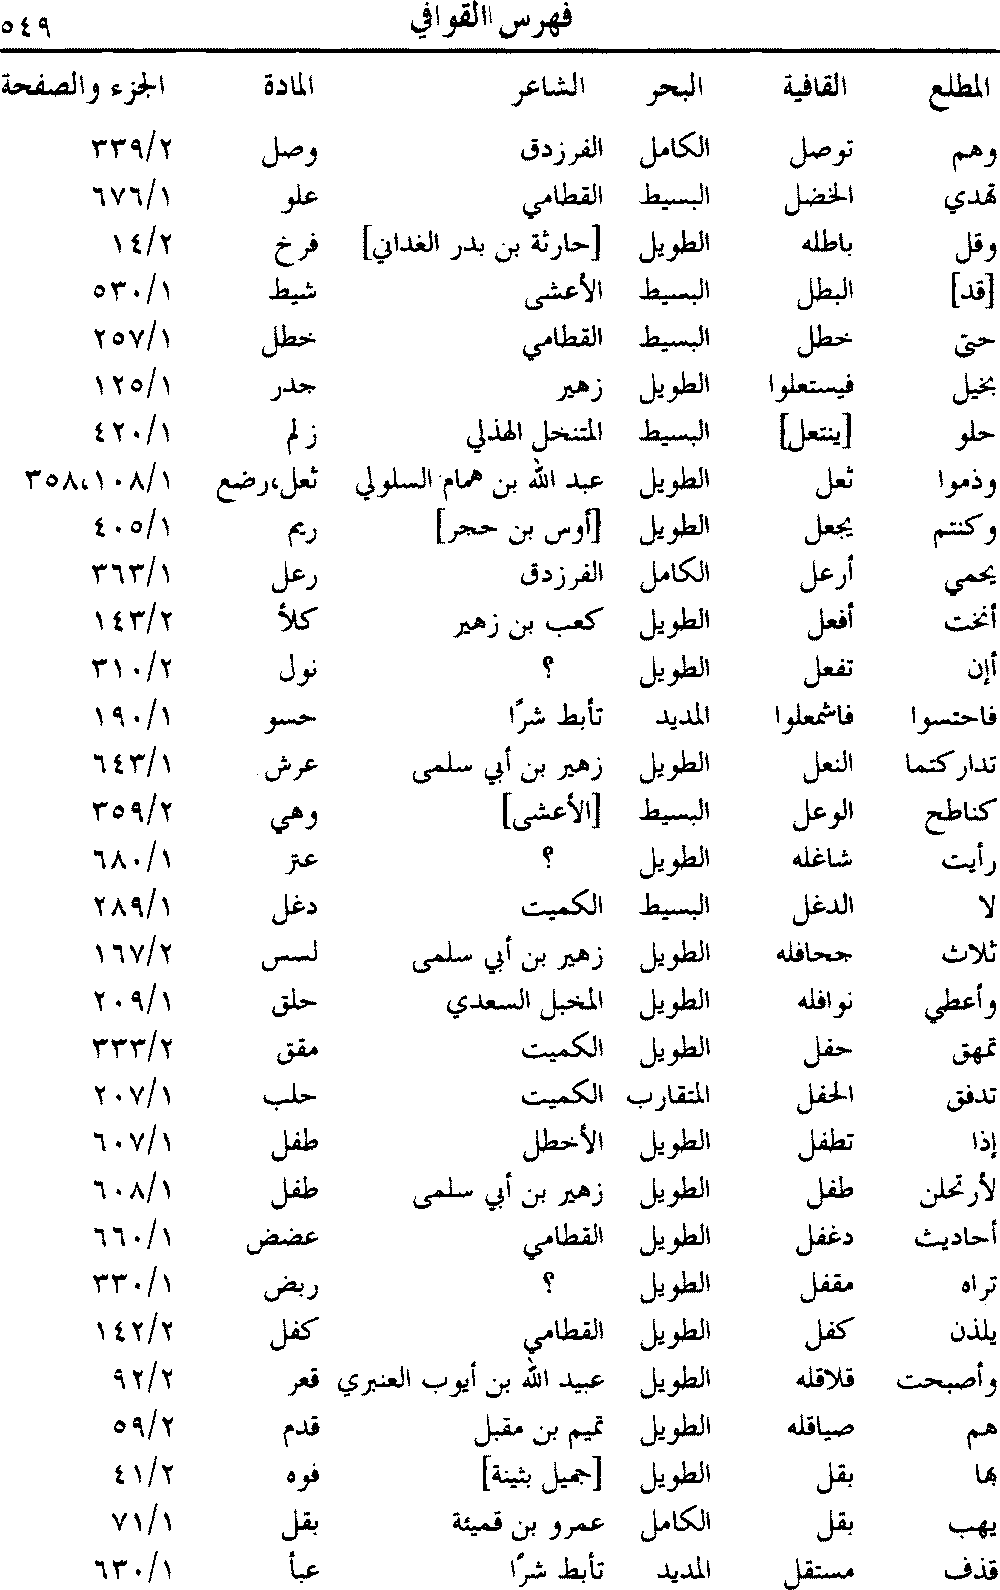 فهرس االقوافي ٥٤٩
المطلع القافية البحر الشاعر المادة الجزء والصفحة
وهم توصل الكامل الفرزدق وصل ٣٣٩/٢
تهدي الخضل البسيط القطامي علو ٦٧٦/١
وقل باطله الطويل [حارثة بن بدر الغداني] فرخ ١٤/٢
[قد] البطل البسيط الأعشى شيط ٥٣٠/١
حتى خطل البسيط القطامي خطل ٢٥٧/١
بخيل فيستعلوا الطويل زهير جدر ١٢٥/١
حلو [ينتعل] البسيط المتنخل الهذلي زلم ٤٢٠/١
وذموا ثعل الطويل عبد الله بن همام السلولي ثعل،رضع ٣٥٨،١٠٨/١
وكنتم يجعل الطويل [أوس بن حجر] ريم ٤٠٥/١
يحمي أرعل الكامل الفرزدق رعل ٣٦٣/١
أنخت أفعل الطويل كعب بن زهير كلأ ١٤٣/٢
أإن تفعل الطويل ؟ نول ٣١٠/٢
فاحتسوا فاشمعلوا المديد تأبط شرًا حسو ١٩٠/١
تداركتما النعل الطويل زهير بن أبي سلمى عرش ٦٤٣/١
كناطح الوعل البسيط [الأعشى] وهي ٣٥٩/٢
رأيت شاغله الطويل ؟ عتر ٦٨٠/١
لا الدغل البسيط الكميت دغل ٢٨٩/١
ثلاث جحافله الطويل زهير بن أبي سلمى لسس ١٦٧/٢
وأعطي نوافله الطويل المخبل السعدي حلق ٢٠٩/١
تمهق حفل الطويل الكميت مقق ٣٣٣/٢
تدفق الحفل المتقارب الكميت حلب ٢٠٧/١
إذا تطفل الطويل الأخطل طفل ٦٠٧/١
لأرتحلن طفل الطويل زهير بن أبي سلمى طفل ٦٠٨/١
أحاديث دغفل الطويل القطامي عضض ٦٦٠/١
تراه مقفل الطويل ؟ ربض ٣٣٠/١
يلذن كفل الطويل القطامي كفل ١٤٢/٢
وأصبحت قلاقله الطويل عبيد الله بن أيوب العنبري قعر ٩٢/٢
هم صياقله الطويل تميم بن مقبل قدم ٥٩/٢
بها بقل الطويل [جميل بثينة] فوه ٤١/٢
يهب بقل الكامل عمرو بن قميئة بقل ٧١/١
قذف مستقل المديد تأبط شرًا عبأ ٦٣٠/١